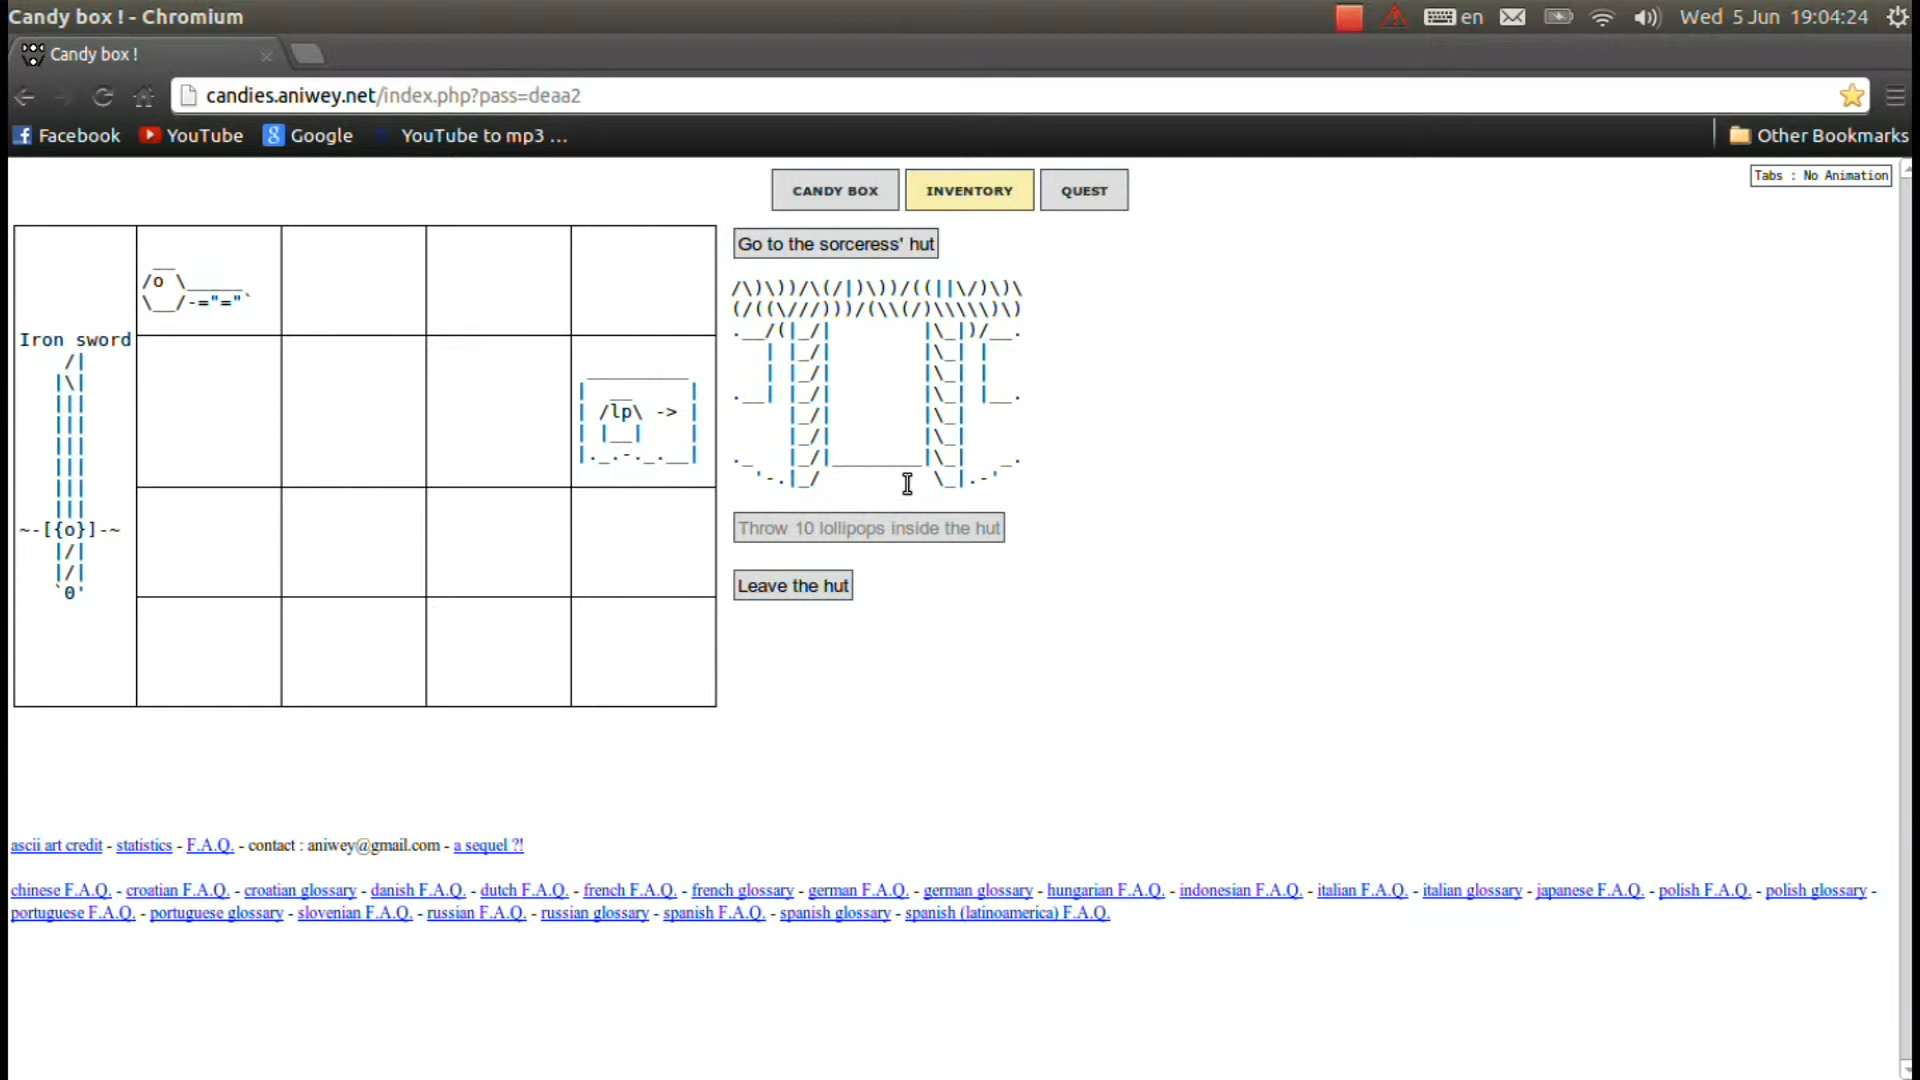 Candy box ! - Chromium
en
Wed 5 Jun 19:04:24
Candy box !
candies.aniwey.net/index.php?pass=deaa2
Facebook
YouTube
Google
YouTube to mp3 ...
Other Bookmarks
CANDY BOX
INVENTORY
QUEST
Tabs : No Animation
Go to the sorceress' hut
Iron sword
lp
Throw 10 lollipops inside the hut
Leave the hut
ascii art credit - statistics - F.A.Q. - contact : aniwey@gmail.com - a sequel ?!
chinese F.A.Q. - croatian F.A.Q. - croatian glossary - danish F.A.Q. - dutch F.A.Q. - french F.A.Q. - french glossary - german F.A.Q. - german glossary - hungarian F.A.Q. - indonesian F.A.Q. - italian F.A.Q. - italian glossary - japanese F.A.Q. - polish F.A.Q. - polish glossary -
portuguese F.A.Q. - portuguese glossary - slovenian F.A.Q. - russian F.A.Q. - russian glossary - spanish F.A.Q. - spanish glossary - spanish (latinoamerica) F.A.Q.